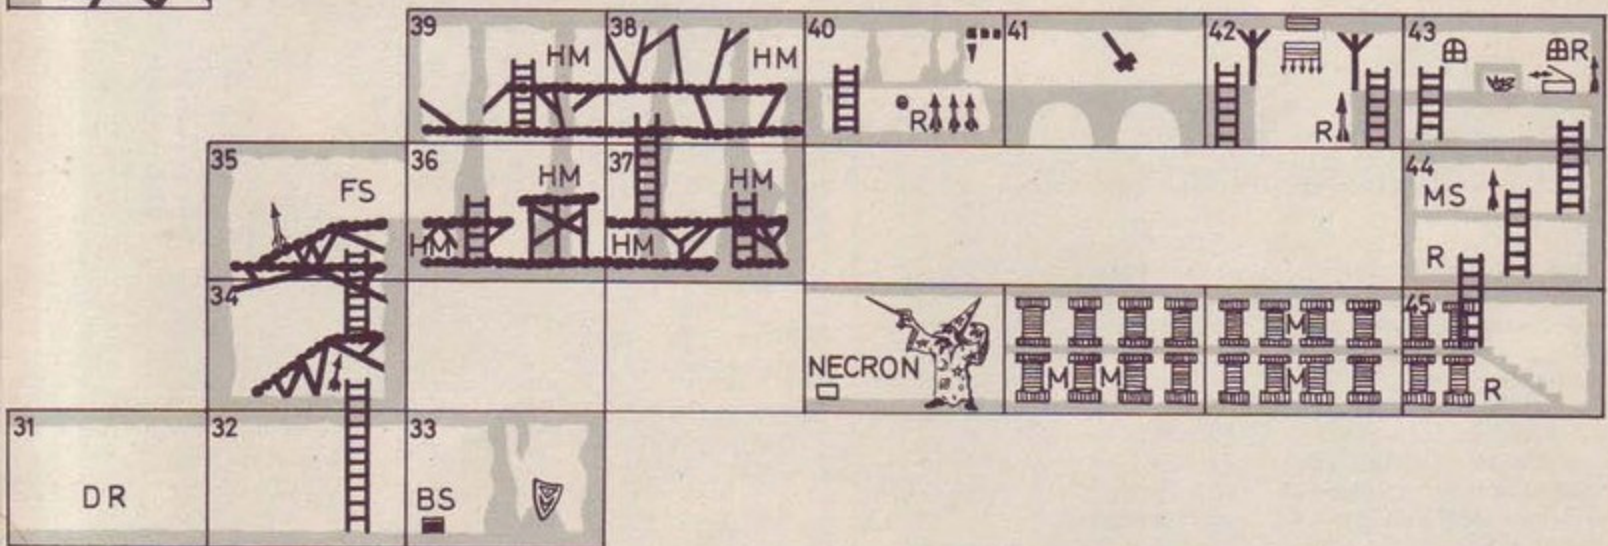 39 38 40 41 42 43
HM HM R
R R
35 36 37 44
FS HM HM MS
HM HM R
34 45
M
NECRON M M M R
31 32 33
DR BS